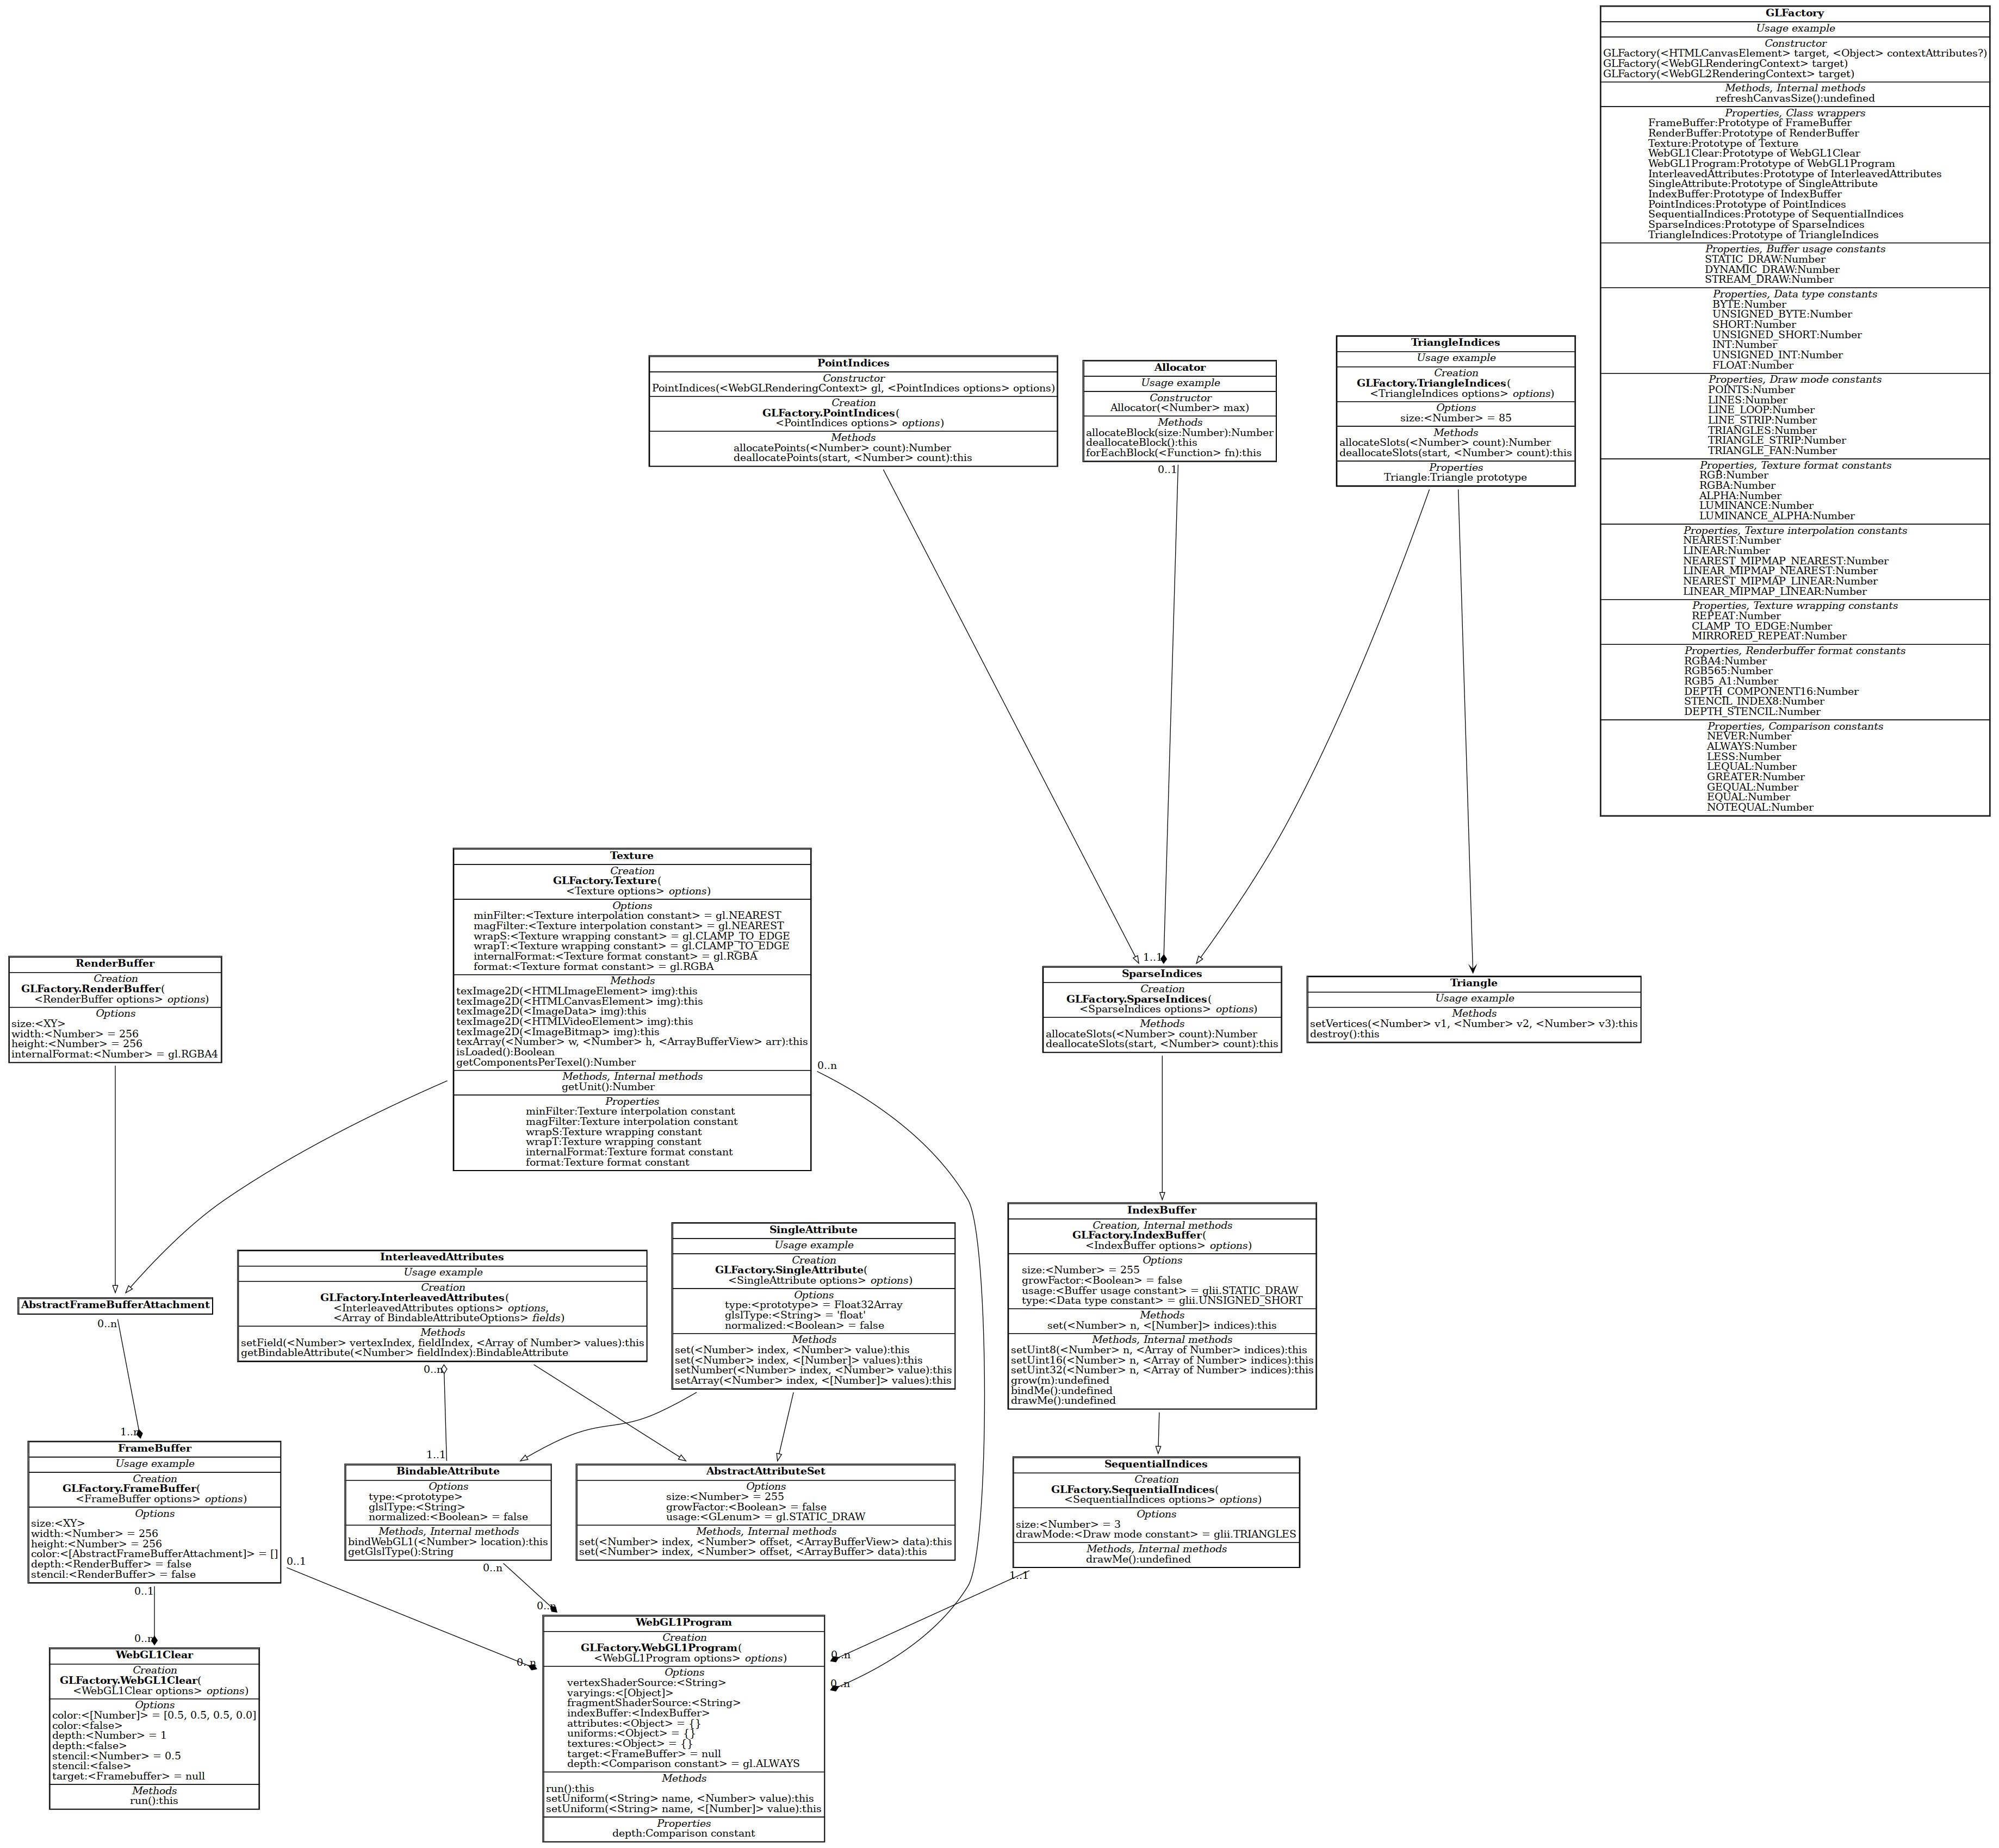 GLFactory
Usage example
Constructor
GLFactory(<HTMLCanvasElement> target, <Object> contextAttributes?)
GLFactory(<WebGLRenderingContext> target)
GLFactory(<WebGL2RenderingContext> target)
Methods, Internal methods
refreshCanvasSize():undefined
Properties, Class wrappers
FrameBuffer:Prototype of FrameBuffer
RenderBuffer:Prototype of RenderBuffer
Texture:Prototype of Texture
WebGL1Clear:Prototype of WebGL1Clear
WebGL1Program:Prototype of WebGL1Program
InterleavedAttributes:Prototype of InterleavedAttributes
SingleAttribute:Prototype of SingleAttribute
IndexBuffer:Prototype of IndexBuffer
PointIndices:Prototype of PointIndices
SequentialIndices:Prototype of SequentialIndices
SparseIndices:Prototype of SparseIndices
TriangleIndices:Prototype of TriangleIndices
Properties, Buffer usage constants
STATIC_DRAW:Number
DYNAMIC_DRAW:Number
STREAM_DRAW:Number
Properties, Data type constants
BYTE:Number
UNSIGNED_BYTE:Number
SHORT:Number
UNSIGNED_SHORT:Number
INT:Number
UNSIGNED_INT:Number
FLOAT:Number
Properties, Draw mode constants
POINTS:Number
LINES:Number
LINE_LOOP:Number
LINE_STRIP:Number
TRIANGLES:Number
TRIANGLE_STRIP:Number
TRIANGLE_FAN:Number
Properties, Texture format constants
RGB:Number
RGBA:Number
ALPHA:Number
LUMINANCE:Number
LUMINANCE_ALPHA:Number
Properties, Texture interpolation constants
NEAREST:Number
LINEAR:Number
NEAREST_MIPMAP_NEAREST:Number
LINEAR_MIPMAP_NEAREST:Number
NEAREST_MIPMAP_LINEAR:Number
LINEAR_MIPMAP_LINEAR:Number
Properties, Texture wrapping constants
REPEAT:Number
CLAMP_TO_EDGE:Number
MIRRORED_REPEAT:Number
Properties, Renderbuffer format constants
RGBA4:Number
RGB565:Number
RGB5_A1:Number
DEPTH_COMPONENT16:Number
STENCIL_INDEX8:Number
DEPTH_STENCIL:Number
Properties, Comparison constants
NEVER:Number
ALWAYS:Number
LESS:Number
LEQUAL:Number
GREATER:Number
GEQUAL:Number
EQUAL:Number
NOTEQUAL:Number
PointIndices
Constructor
PointIndices(<WebGLRenderingContext> gl, <PointIndices options> options)
Creation
GLFactory.PointIndices(
<PointIndices options> options)
Methods
allocatePoints(<Number> count):Number
deallocatePoints(start, <Number> count):this
Allocator
Usage example
Constructor
Allocator(<Number> max)
Methods
allocateBlock(size:Number):Number
deallocateBlock():this
forEachBlock(<Function> fn):this
0..1
TriangleIndices
Usage example
Creation
GLFactory.TriangleIndices(
<TriangleIndices options> options)
Options
size:<Number> = 85
Methods
allocateSlots(<Number> count):Number
deallocateSlots(start, <Number> count):this
Properties
Triangle:Triangle prototype
Texture
Creation
GLFactory.Texture(
<Texture options> options)
Options
minFilter:<Texture interpolation constant> = gl.NEAREST
magFilter:<Texture interpolation constant> = gl.NEAREST
wrapS:<Texture wrapping constant> = gl.CLAMP_TO_EDGE
wrapT:<Texture wrapping constant> = gl.CLAMP_TO_EDGE
internalFormat:<Texture format constant> = gl.RGBA
format:<Texture format constant> = gl.RGBA
Methods
texImage2D(<HTMLImageElement> img):this
texImage2D(<HTMLCanvasElement> img):this
texImage2D(<ImageData> img):this
texImage2D(<HTMLVideoElement> img):this
texImage2D(<ImageBitmap> img):this
texArray(<Number> w, <Number> h, <ArrayBufferView> arr):this
isLoaded():Boolean
getComponentsPerTexel():Number
Methods, Internal methods
getUnit():Number
Properties
minFilter:Texture interpolation constant
magFilter:Texture interpolation constant
wrapS:Texture wrapping constant
wrapT:Texture wrapping constant
internalFormat:Texture format constant
format:Texture format constant
0..n
RenderBuffer
Creation
GLFactory.RenderBuffer(
<RenderBuffer options> options)
Options
size:<XY>
width:<Number> = 256
height:<Number> = 256
internalFormat:<Number> = gl.RGBA4
1..1
SparseIndices
Creation
GLFactory.SparseIndices(
<SparseIndices options> options)
Methods
allocateSlots(<Number> count):Number
deallocateSlots(start, <Number> count):this
Triangle
Usage example
Methods
setVertices(<Number> v1, <Number> v2, <Number> v3):this
destroy():this
AbstractFrameBufferAttachment
0..n
InterleavedAttributes
Usage example
Creation
GLFactory.InterleavedAttributes(
<InterleavedAttributes options> options,
<Array of BindableAttributeOptions> fields)
Methods
setField(<Number> vertexIndex, fieldIndex, <Array of Number> values):this
getBindableAttribute(<Number> fieldIndex):BindableAttribute
0..n
SingleAttribute
Usage example
Creation
GLFactory.SingleAttribute(
<SingleAttribute options> options)
Options
type:<prototype> = Float32Array
glslType:<String> = 'float'
normalized:<Boolean> = false
Methods
set(<Number> index, <Number> value):this
set(<Number> index, <[Number]> values):this
setNumber(<Number> index, <Number> value):this
setArray(<Number> index, <[Number]> values):this
IndexBuffer
Creation, Internal methods
GLFactory.IndexBuffer(
<IndexBuffer options> options)
Options
size:<Number> = 255
growFactor:<Boolean> = false
usage:<Buffer usage constant> = glii.STATIC_DRAW
type:<Data type constant> = glii.UNSIGNED_SHORT
Methods
set(<Number> n, <[Number]> indices):this
Methods, Internal methods
setUint8(<Number> n, <Array of Number> indices):this
setUint16(<Number> n, <Array of Number> indices):this
setUint32(<Number> n, <Array of Number> indices):this
grow(m):undefined
bindMe():undefined
drawMe():undefined
1..n
FrameBuffer
Usage example
Creation
GLFactory.FrameBuffer(
<FrameBuffer options> options)
Options
size:<XY>
width:<Number> = 256
height:<Number> = 256
color:<[AbstractFrameBufferAttachment]> = []
depth:<RenderBuffer> = false
stencil:<RenderBuffer> = false
0..1
0..1
1..1
BindableAttribute
Options
type:<prototype>
glslType:<String>
normalized:<Boolean> = false
Methods, Internal methods
bindWebGL1(<Number> location):this
getGlslType():String
0..n
AbstractAttributeSet
Options
size:<Number> = 255
growFactor:<Boolean> = false
usage:<GLenum> = gl.STATIC_DRAW
Methods, Internal methods
set(<Number> index, <Number> offset, <ArrayBufferView> data):this
set(<Number> index, <Number> offset, <ArrayBuffer> data):this
SequentialIndices
Creation
GLFactory.SequentialIndices(
<SequentialIndices options> options)
Options
size:<Number> = 3
drawMode:<Draw mode constant> = glii.TRIANGLES
Methods, Internal methods
drawMe():undefined
1..1
0..n
WebGL1Clear
Creation
GLFactory.WebGL1Clear(
<WebGL1Clear options> options)
Options
color:<[Number]> = [0.5, 0.5, 0.5, 0.0]
color:<false>
depth:<Number> = 1
depth:<false>
stencil:<Number> = 0.5
stencil:<false>
target:<Framebuffer> = null
Methods
run():this
0..n
0..n
0..n
0..n
WebGL1Program
Creation
GLFactory.WebGL1Program(
<WebGL1Program options> options)
Options
vertexShaderSource:<String>
varyings:<[Object]>
fragmentShaderSource:<String>
indexBuffer:<IndexBuffer>
attributes:<Object> = {}
uniforms:<Object> = {}
textures:<Object> = {}
target:<FrameBuffer> = null
depth:<Comparison constant> = gl.ALWAYS
Methods
run():this
setUniform(<String> name, <Number> value):this
setUniform(<String> name, <[Number]> value):this
Properties
depth:Comparison constant